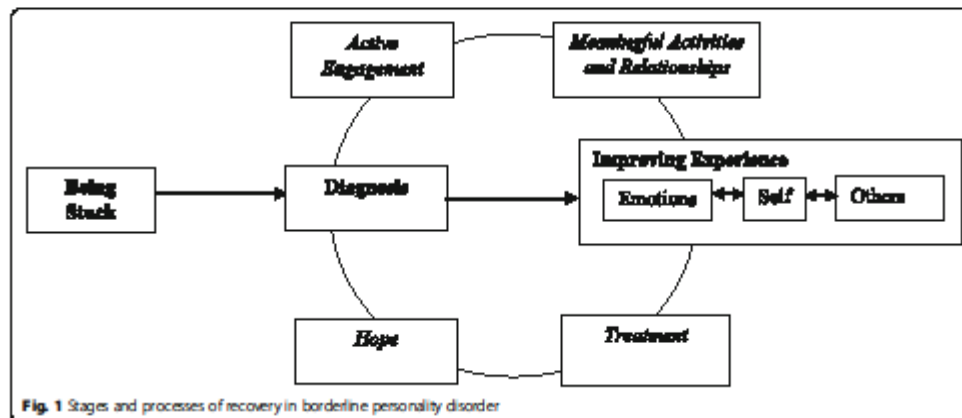 Active
Engagement
Meaningful Activities
and Relationships
Being
Stuck
Diagnosis
Improving Experience
Emotions
Self
Others
Hope
Treatment
Fig. 1 Stages and processes of recovery in borderline personality disorder